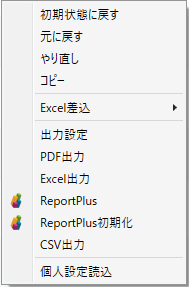 初期状態に戻す
元に戻す
やり直し
コピー
Excel差込
出力設定
PDF出力
Excel出力
ReportPlus
ReportPlus初期化
CSV出力
個人設定読込